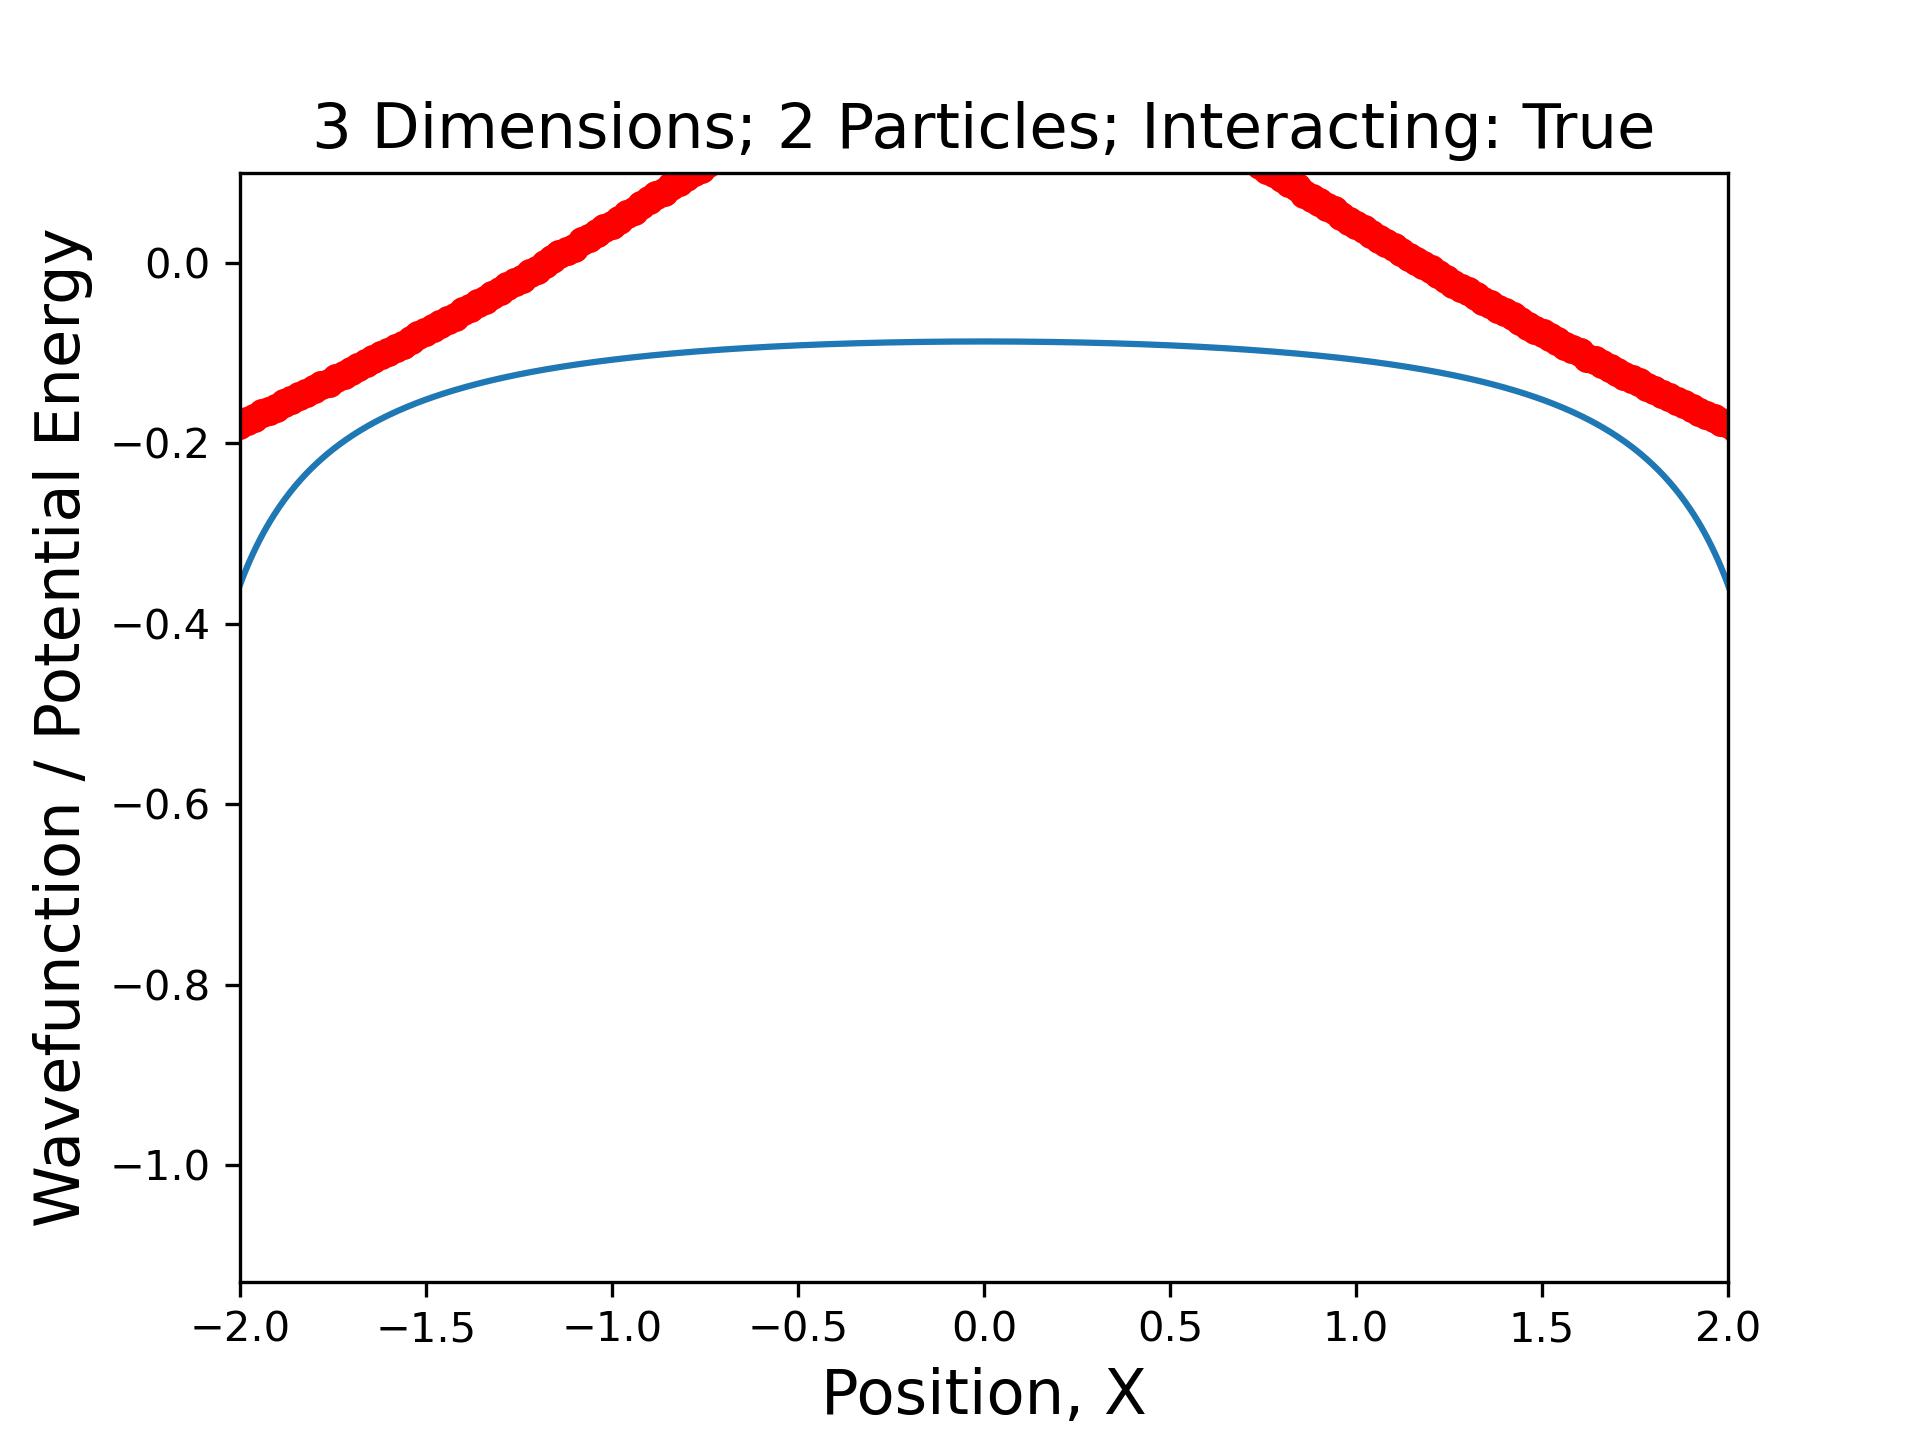 3 Dimensions; 2 Particles; Interacting: True
Wavefunction / Potential Energy
0.0
−0.2
−0.4
−0.6
−0.8
−1.0
−2.0 −1.5 −1.0 −0.5 0.0 0.5 1.0 1.5 2.0
Position, X